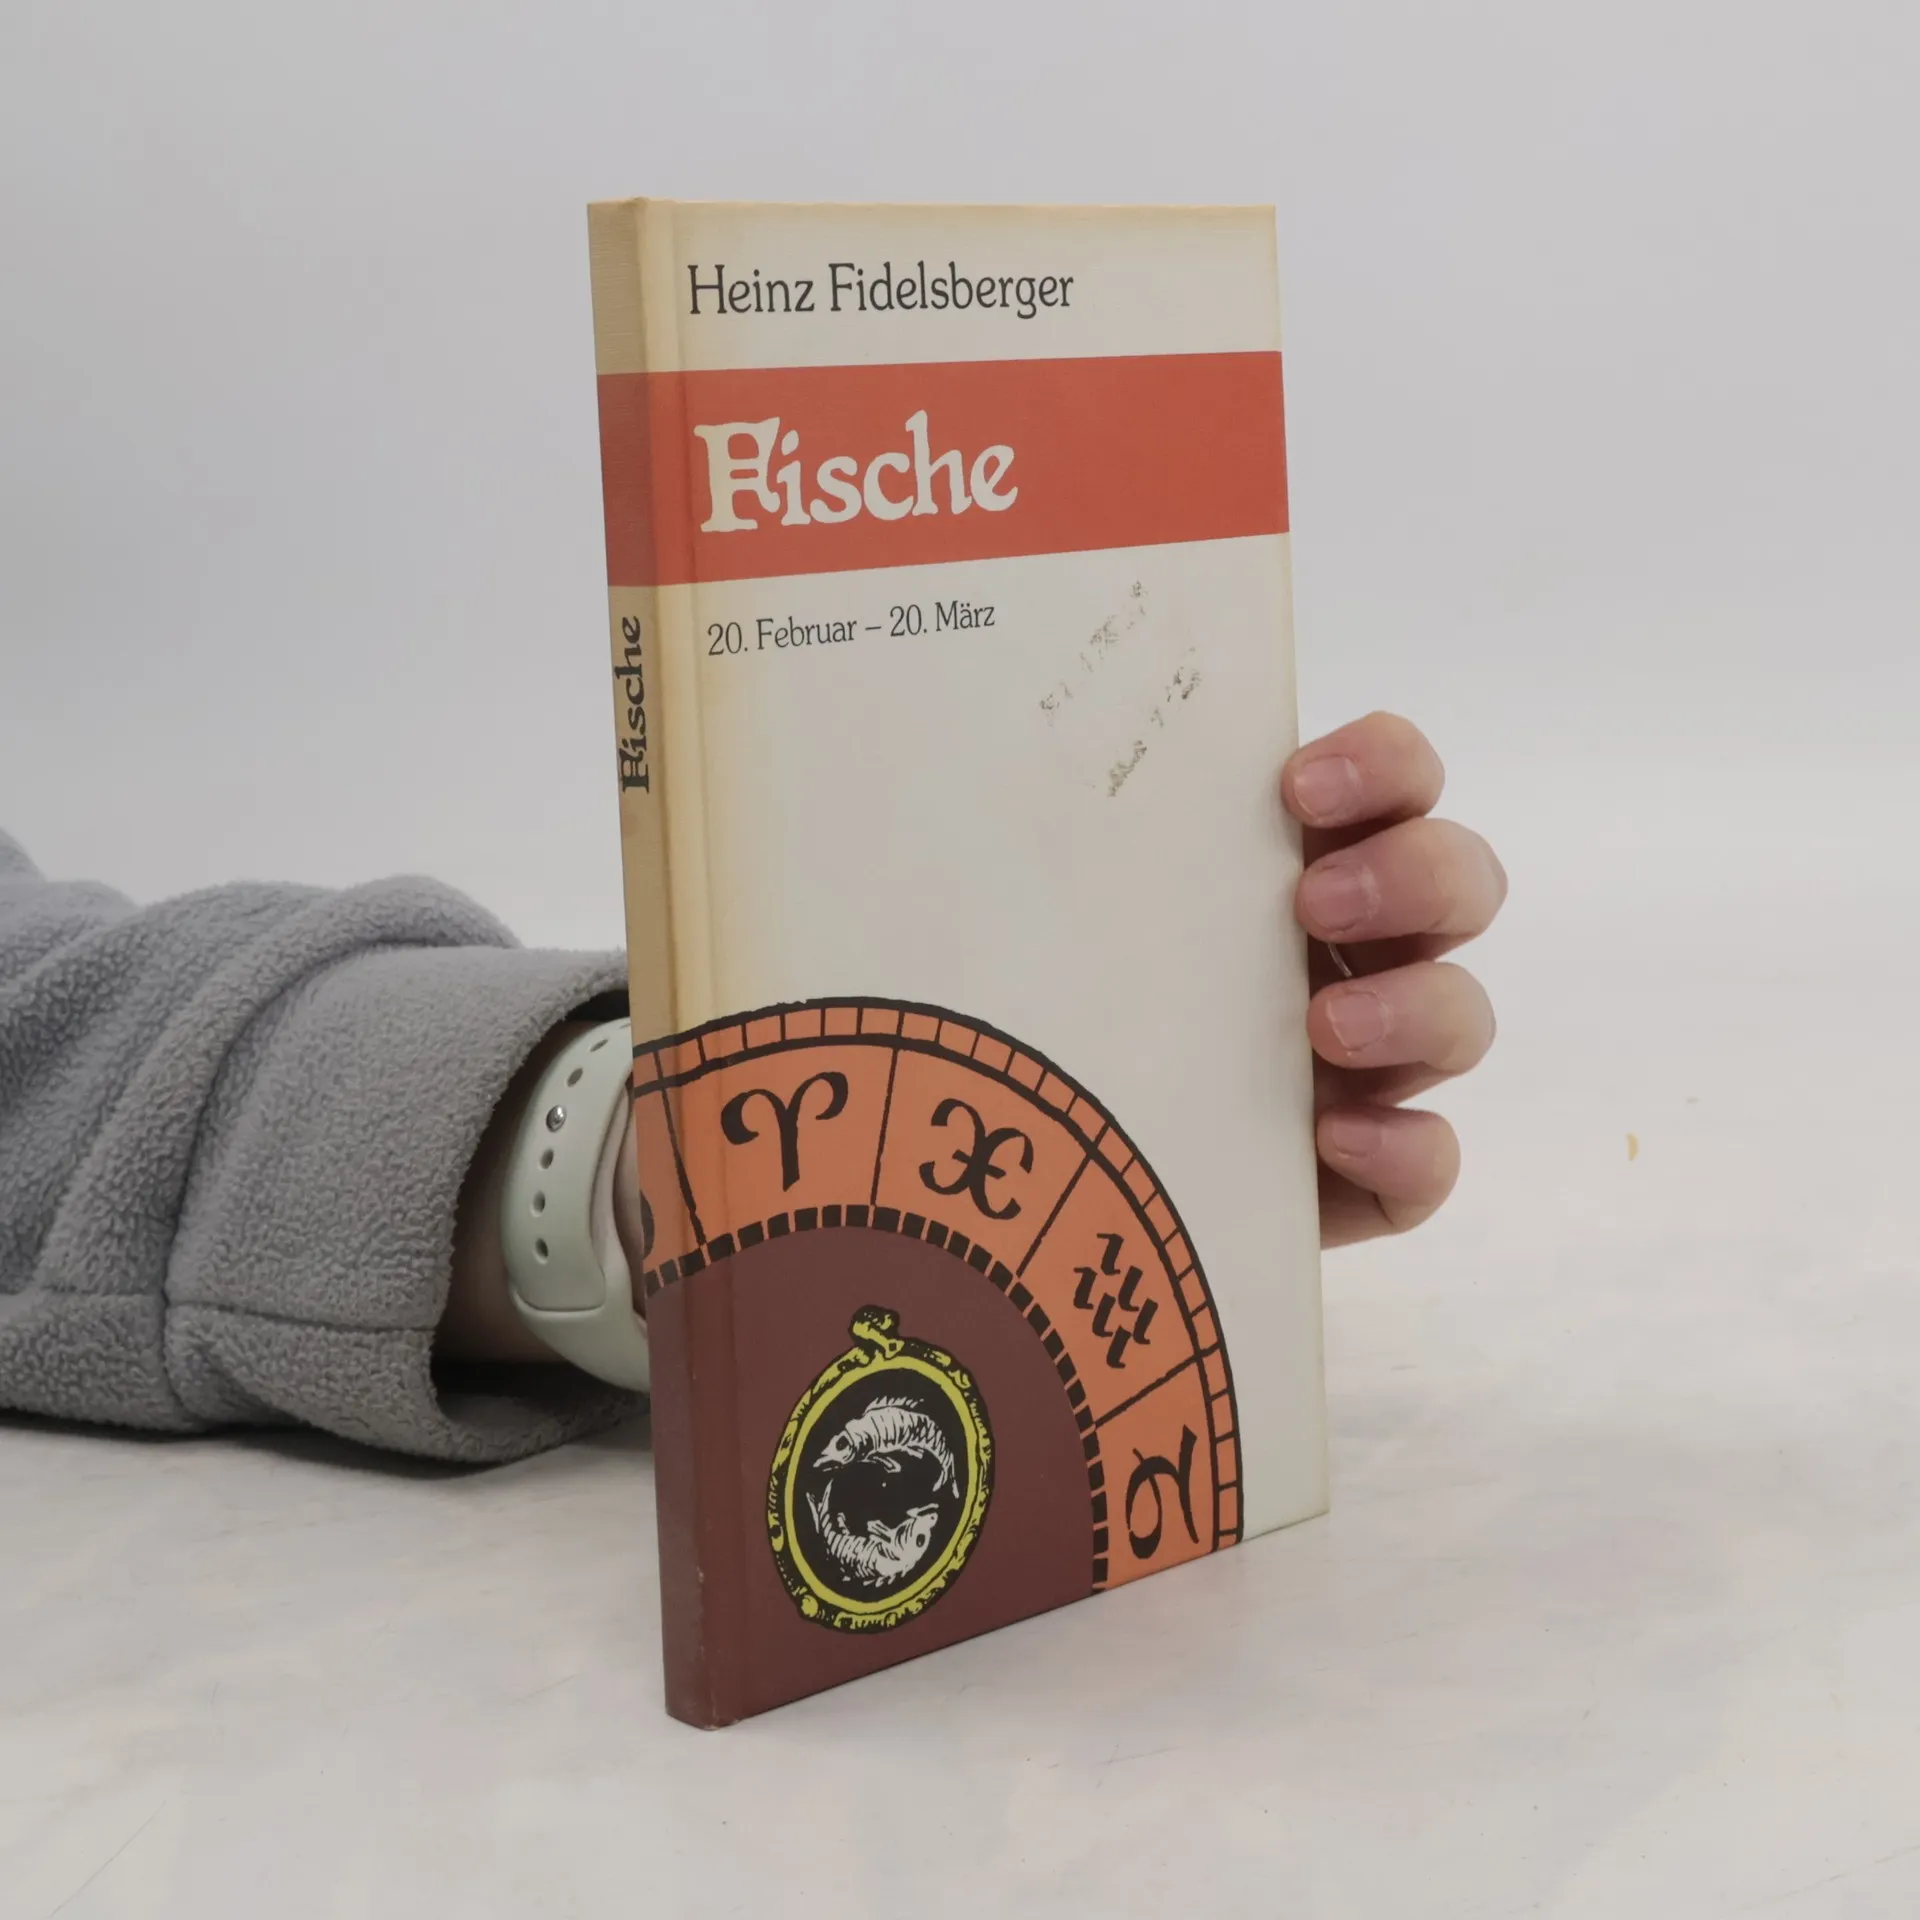 Heinz Fidelsberger
Fische
20. Februar – 20. März
Fische